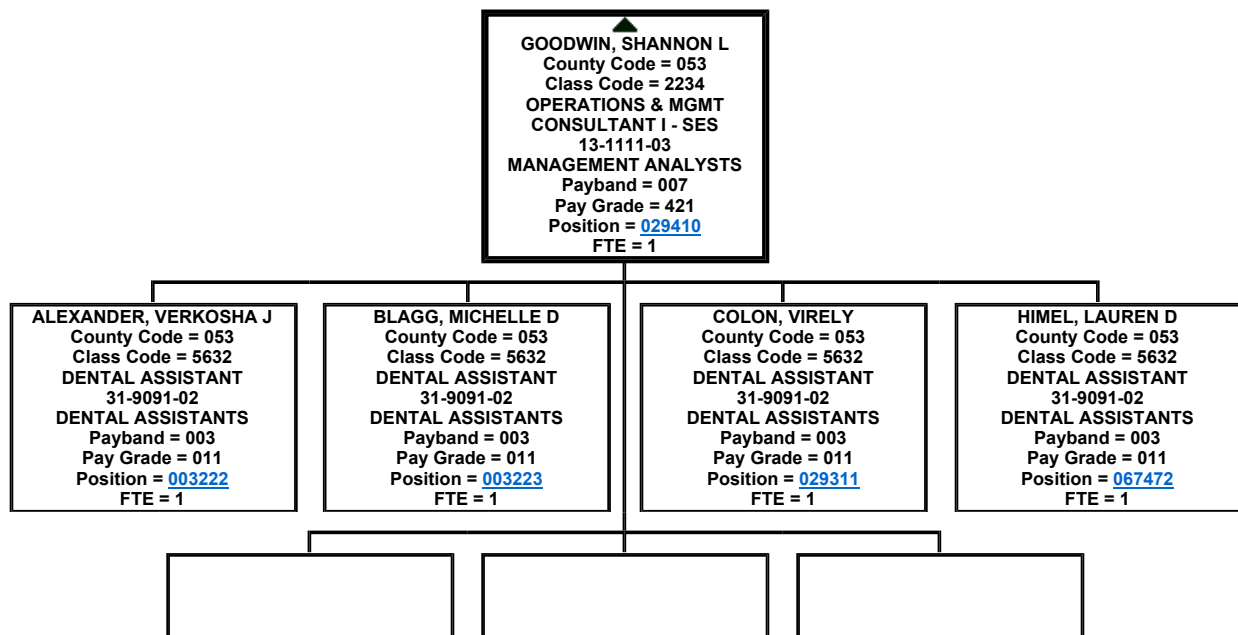 GOODWIN, SHANNON L
County Code = 053
Class Code = 2234
OPERATIONS & MGMT
CONSULTANT I - SES
13-1111-03
MANAGEMENT ANALYSTS
Payband = 007
Pay Grade = 421
Position = 029410
FTE = 1
ALEXANDER, VERKOSHA J
County Code = 053
Class Code = 5632
DENTAL ASSISTANT
31-9091-02
DENTAL ASSISTANTS
Payband = 003
Pay Grade = 011
Position = 003222
FTE = 1
BLAGG, MICHELLE D
County Code = 053
Class Code = 5632
DENTAL ASSISTANT
31-9091-02
DENTAL ASSISTANTS
Payband = 003
Pay Grade = 011
Position = 003223
FTE = 1
COLON, VIRELY
County Code = 053
Class Code = 5632
DENTAL ASSISTANT
31-9091-02
DENTAL ASSISTANTS
Payband = 003
Pay Grade = 011
Position = 029311
FTE = 1
HIMEL, LAUREN D
County Code = 053
Class Code = 5632
DENTAL ASSISTANT
31-9091-02
DENTAL ASSISTANTS
Payband = 003
Pay Grade = 011
Position = 067472
FTE = 1